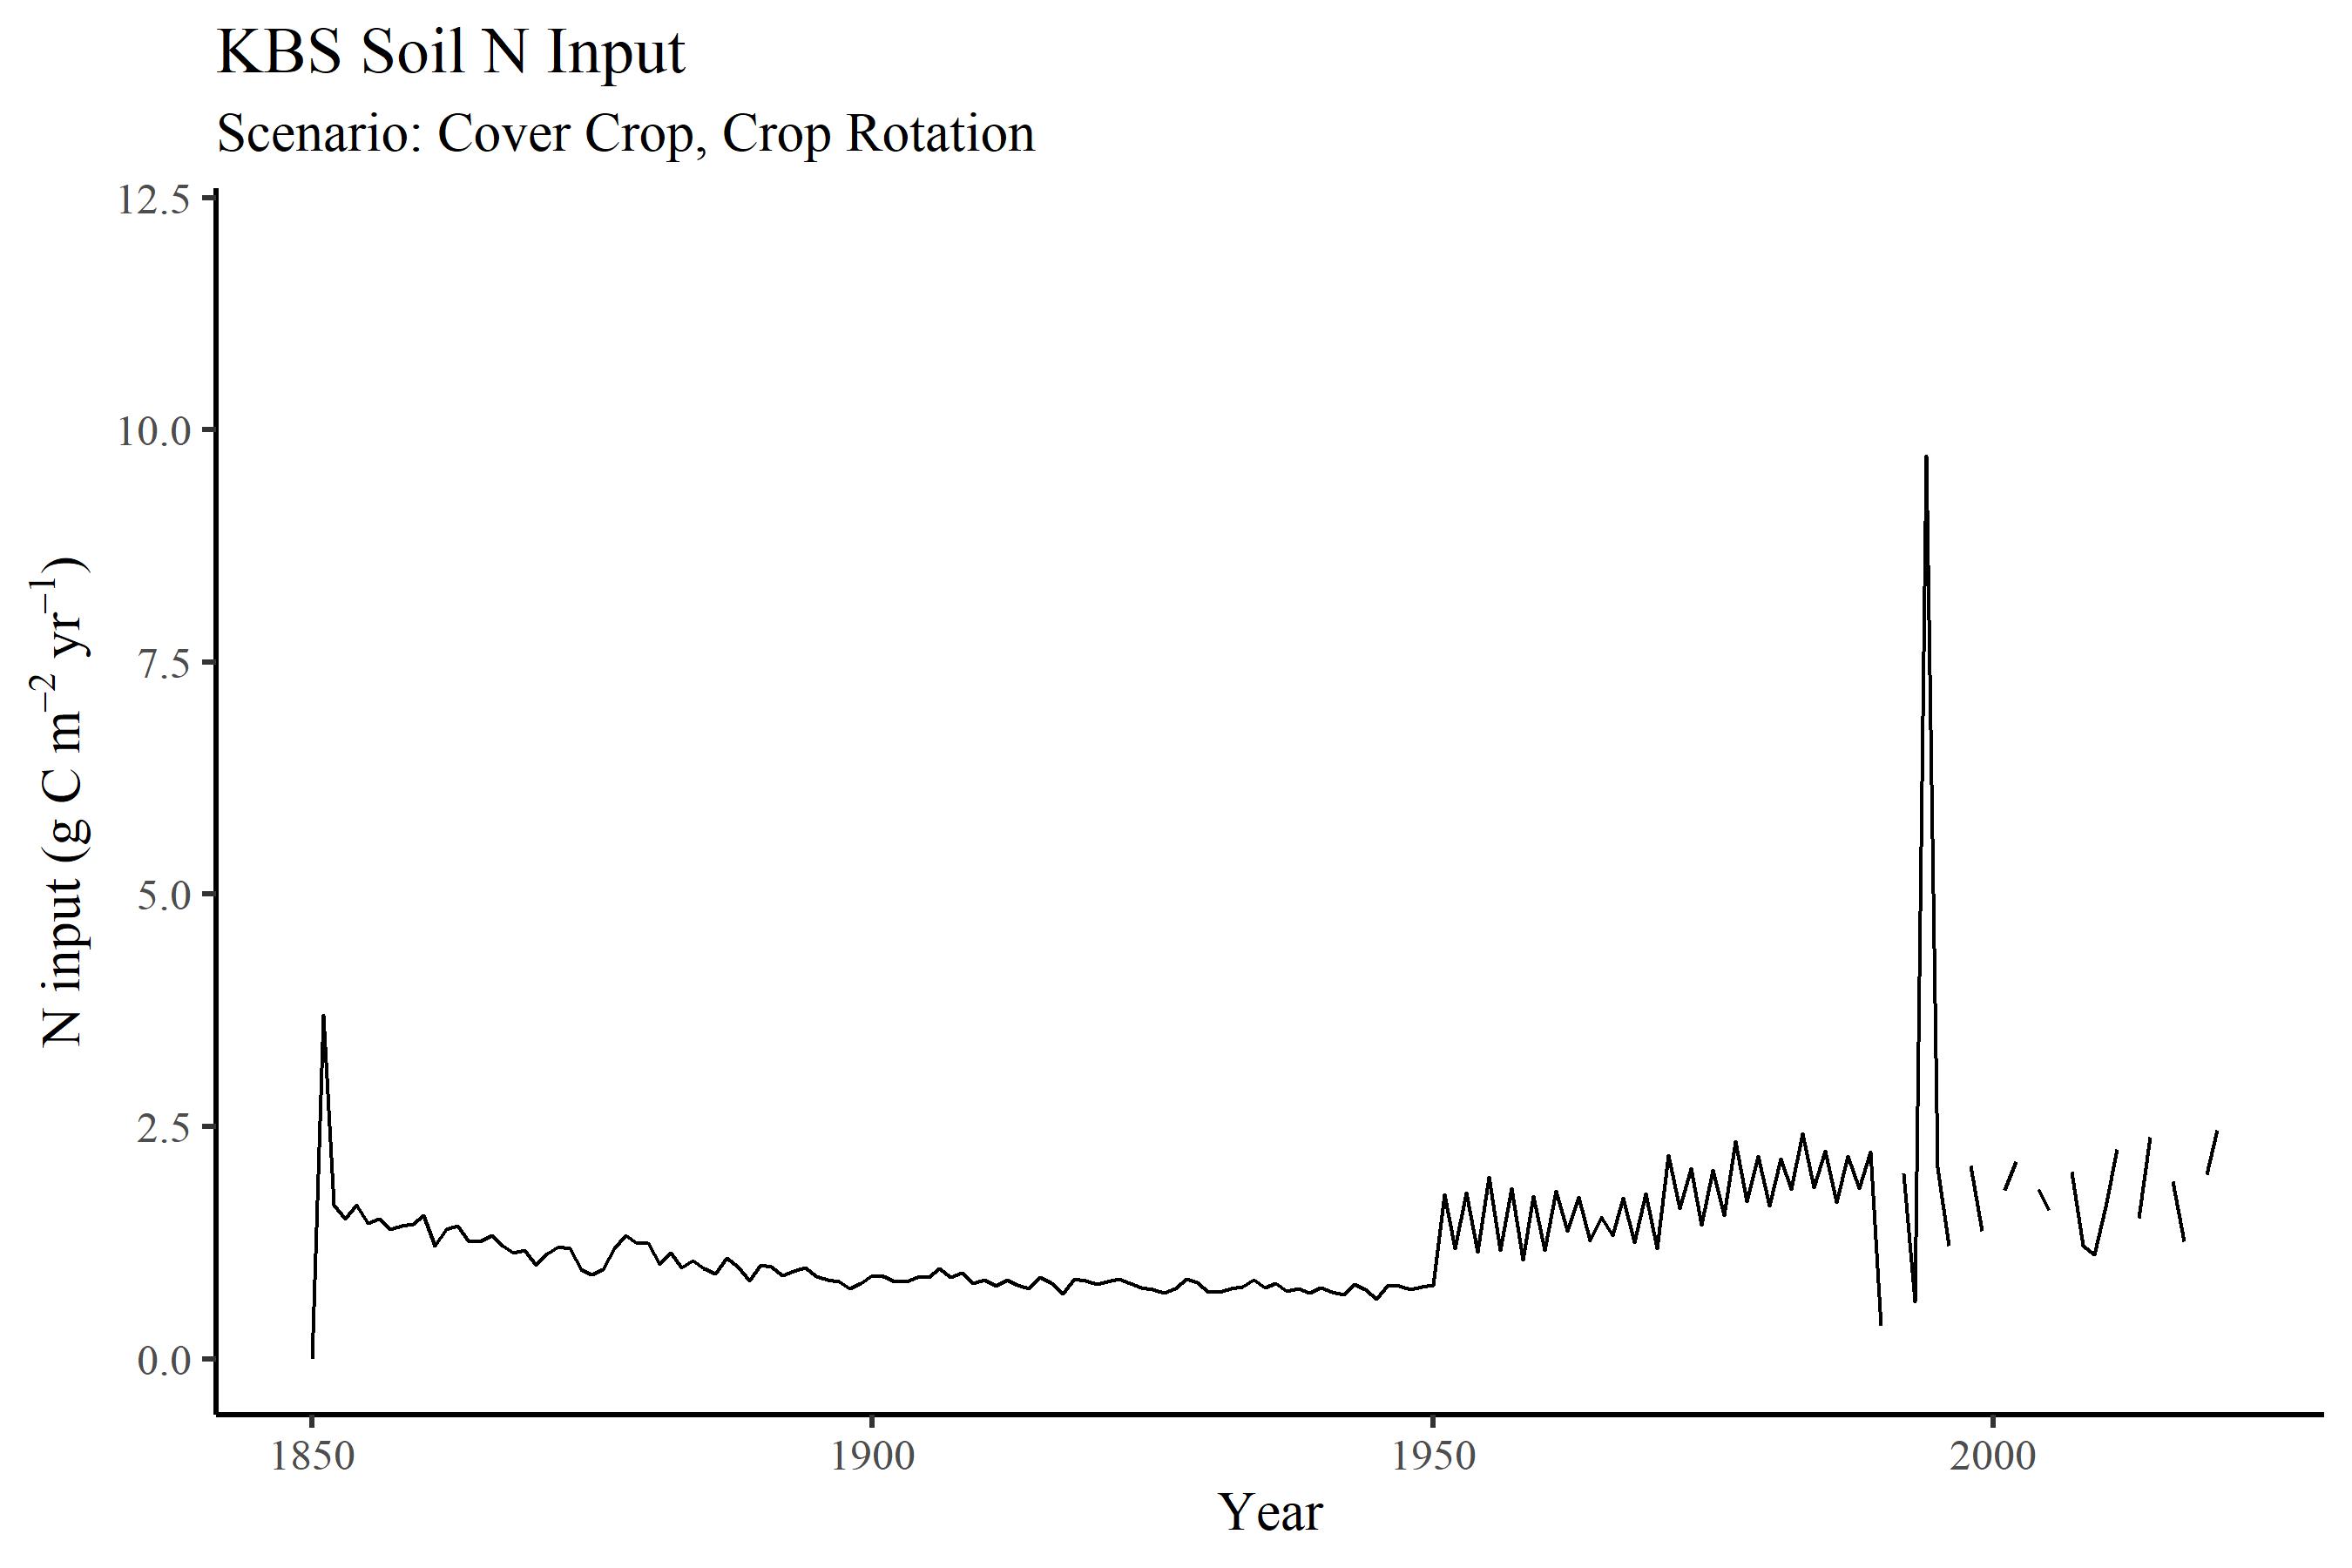 KBS Soil N Input
Scenario: Cover Crop, Crop Rotation
12.5
10.0
7.5
5.0
2.5
0.0
N input (g C m⁻² yr⁻¹)
1850 1900 1950 2000
Year